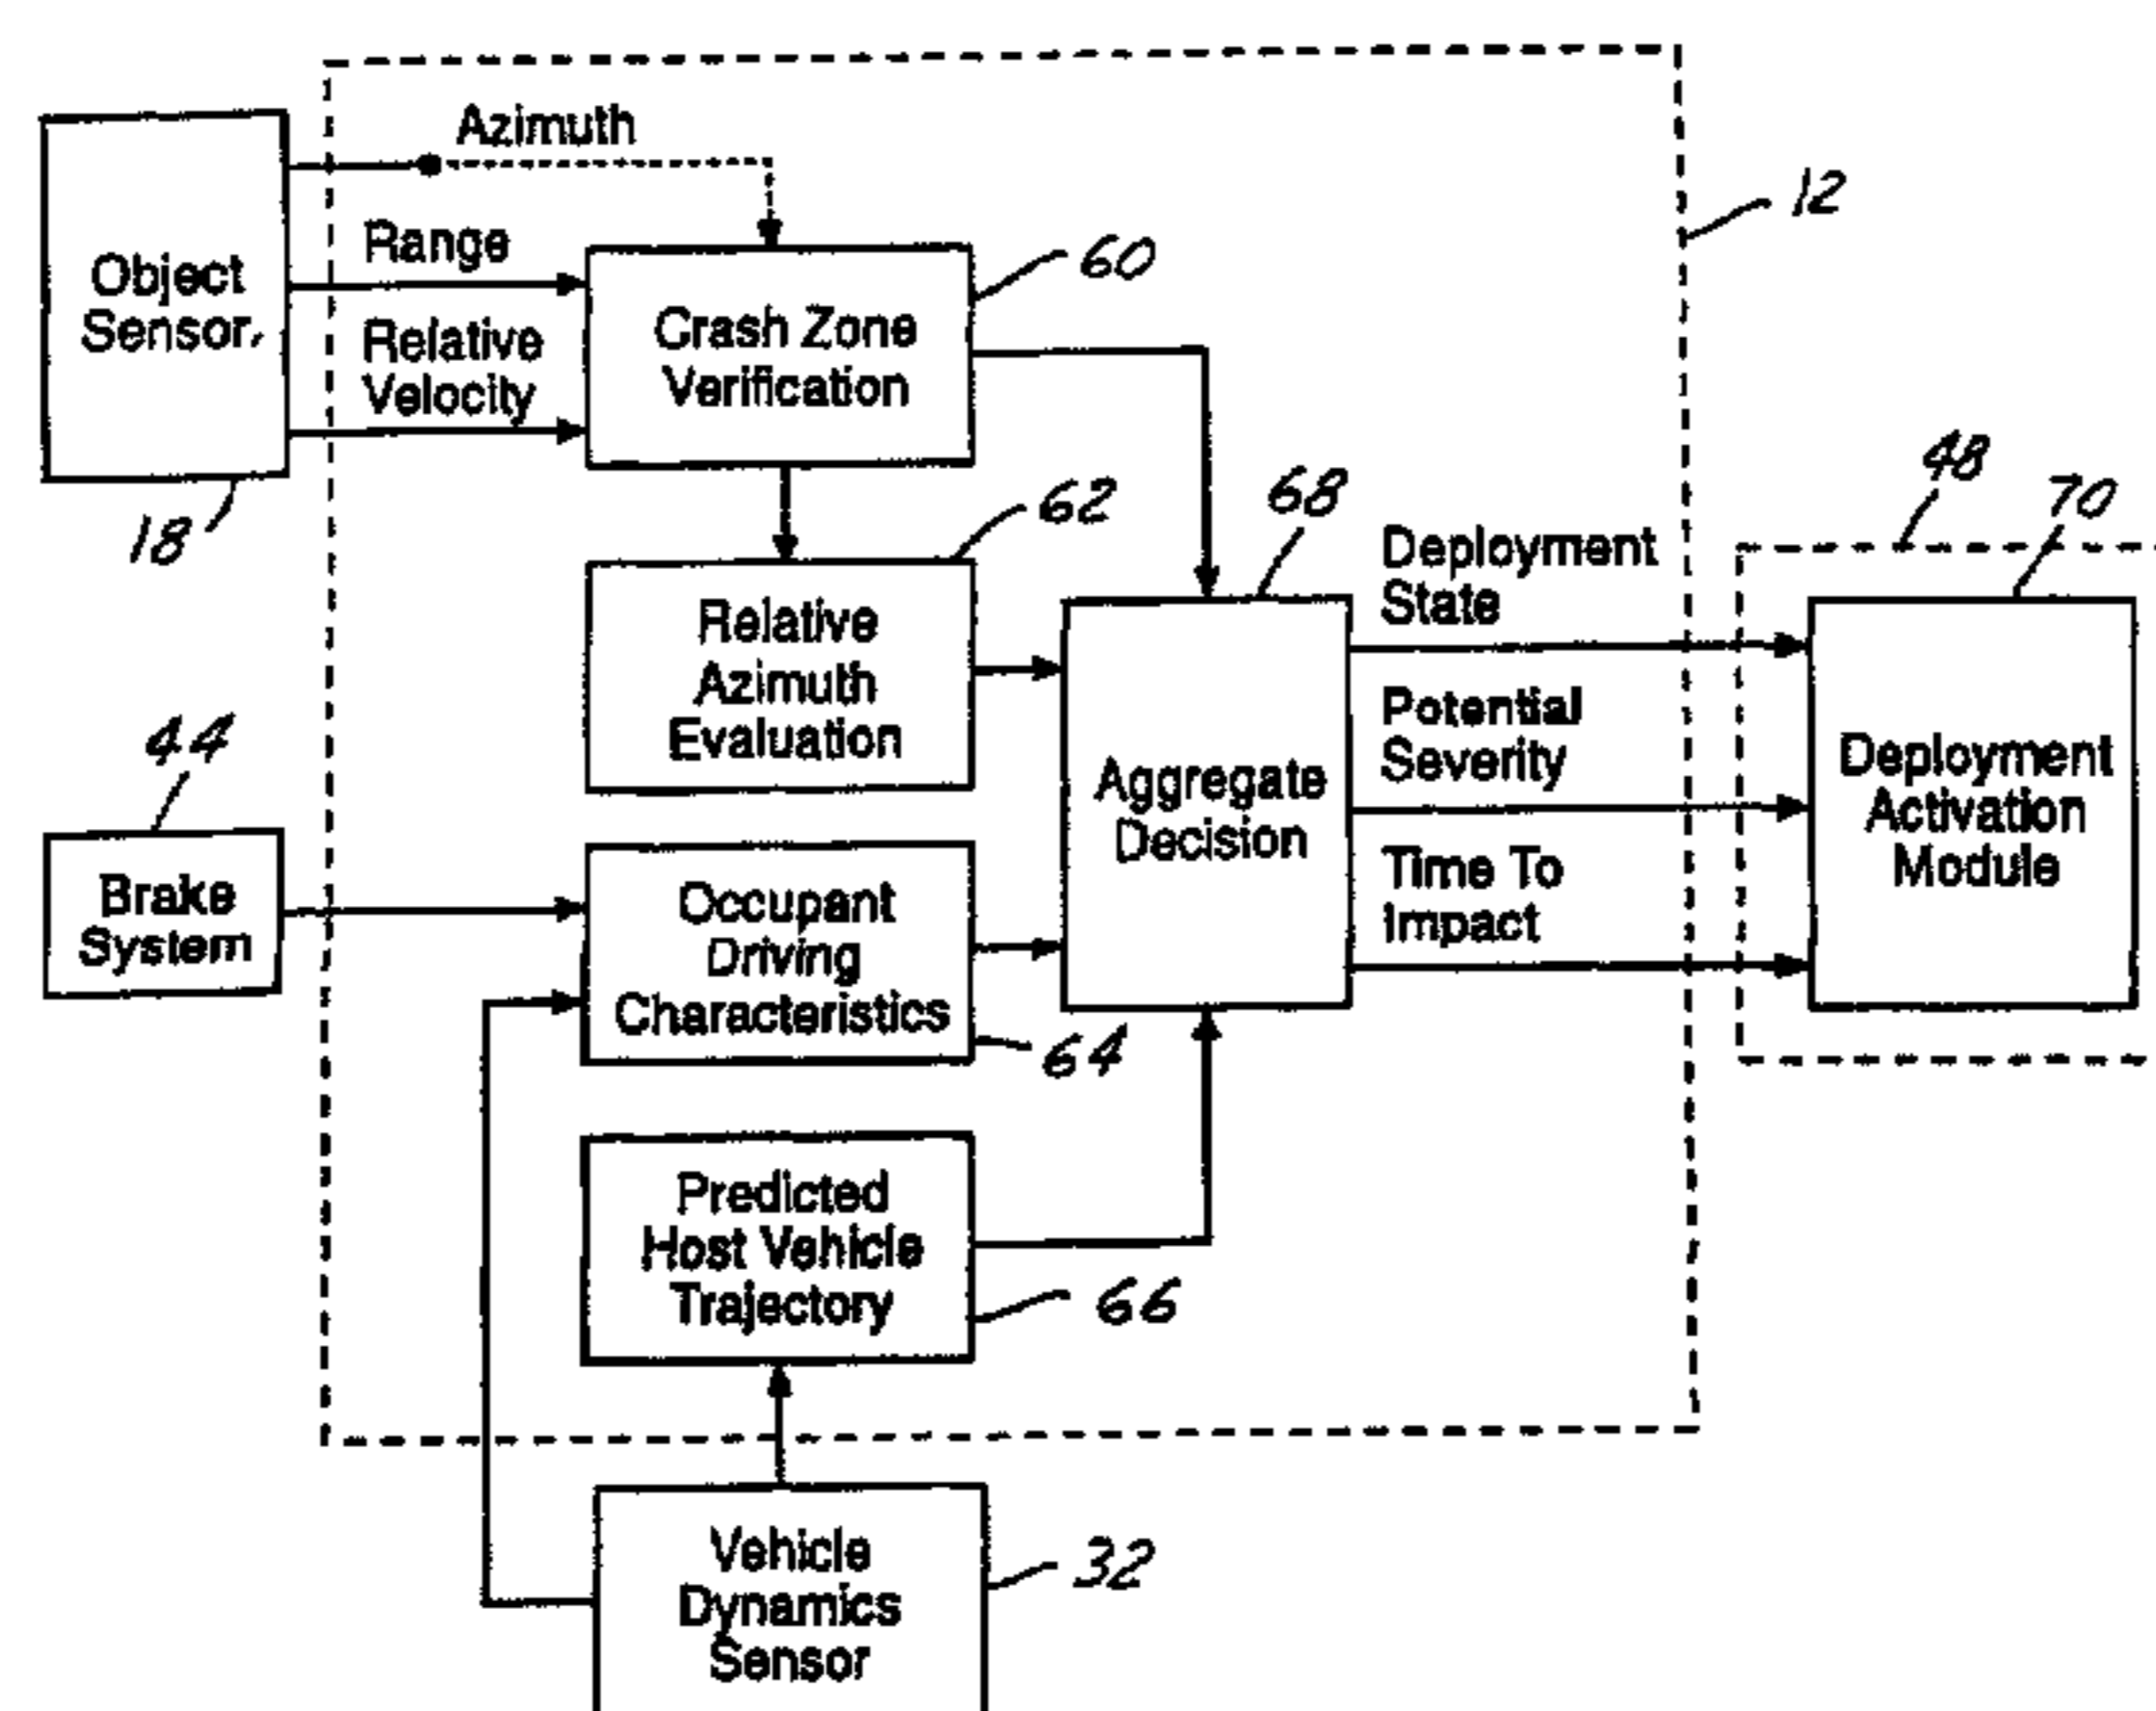 Azimuth
12
Object
Sensor
Range
60
Relative
Velocity
Crash Zone
Verification
18
62
68
48
70
Deployment
State
Relative
Azimuth
Evaluation
44
Potential
Severity
Aggregate
Decision
Deployment
Activation
Module
Brake
System
Occupant
Driving
Characteristics
64
Time To
Impact
Predicted
Host Vehicle
Trajectory
66
Vehicle
Dynamics
Sensor
32